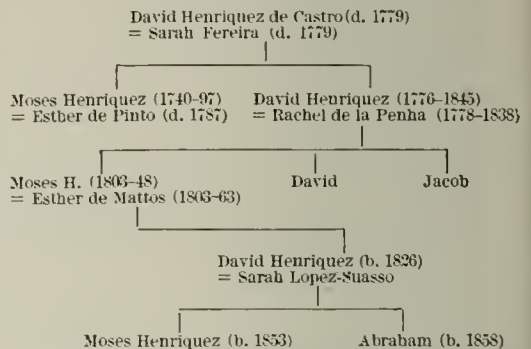 David Henriquez de Castro (d. 1779)
= Sarah Fereira (d. 1779)
Moses Henriquez (1740-97) David Henriquez (1776-1845)
= Esther de Pinto (d. 1787) = Rachel de la Penha (1778-1838)
Moses H. (1803-48) David Jacob
= Esther de Mattos (1803-63)
David Henriquez (b. 1826)
= Sarah Lopez-Suasso
Moses Henriquez (b. 1853) Abraham (b. 1858)